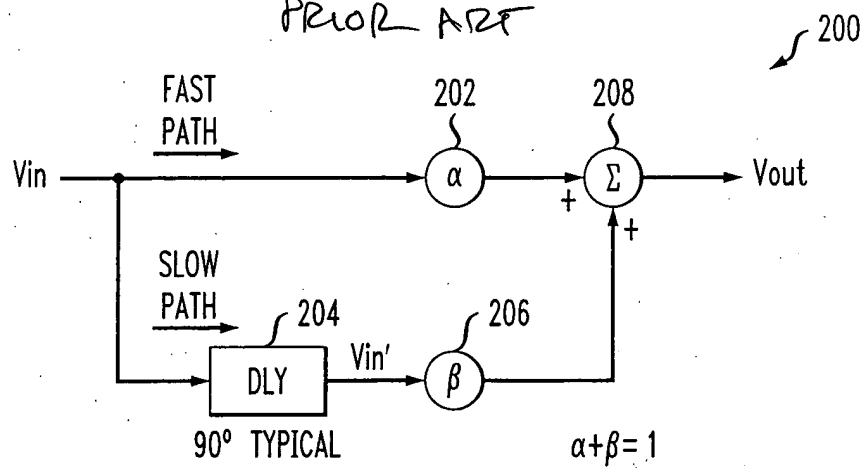 PRIOR ART
200
FAST
PATH
202
208
Vin
α
Σ
Vout
+
+
SLOW
PATH
204
206
DLY
Vin'
β
90° TYPICAL
α+β=1